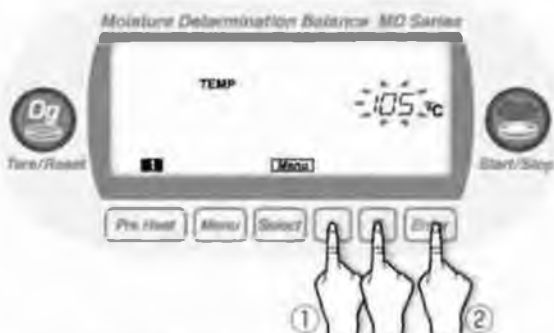 Moisture Determination Balance MO Series
TEMP
105 °C
0g
Tare/Reset
Start/Stop
1
Menu
Pre Heat Menu Select Enter
① ②